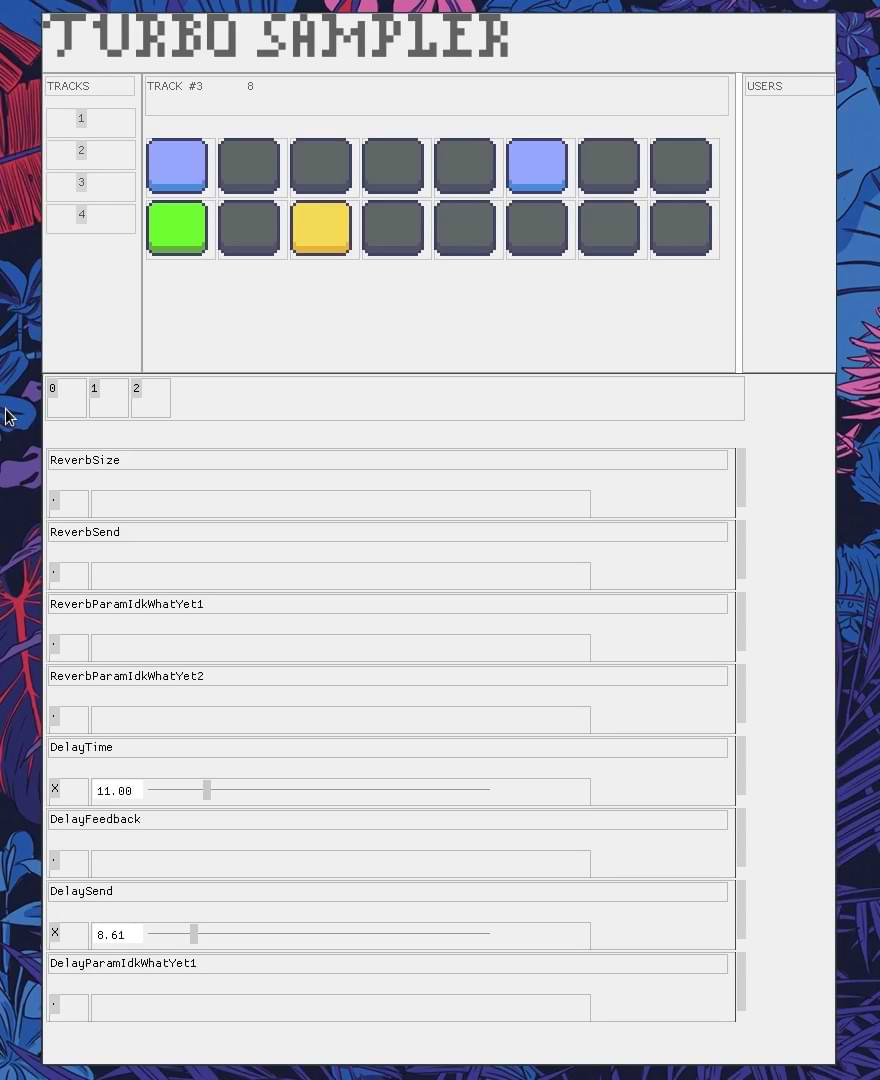 TURBO SAMPLER
TRACKS
1
2
3
4
TRACK #3 8
USERS
0 1 2
ReverbSize
.
ReverbSend
.
ReverbParamIdkWhatYet1
.
ReverbParamIdkWhatYet2
.
DelayTime
X 11.00
DelayFeedback
.
DelaySend
X 8.61
DelayParamIdkWhatYet1
.